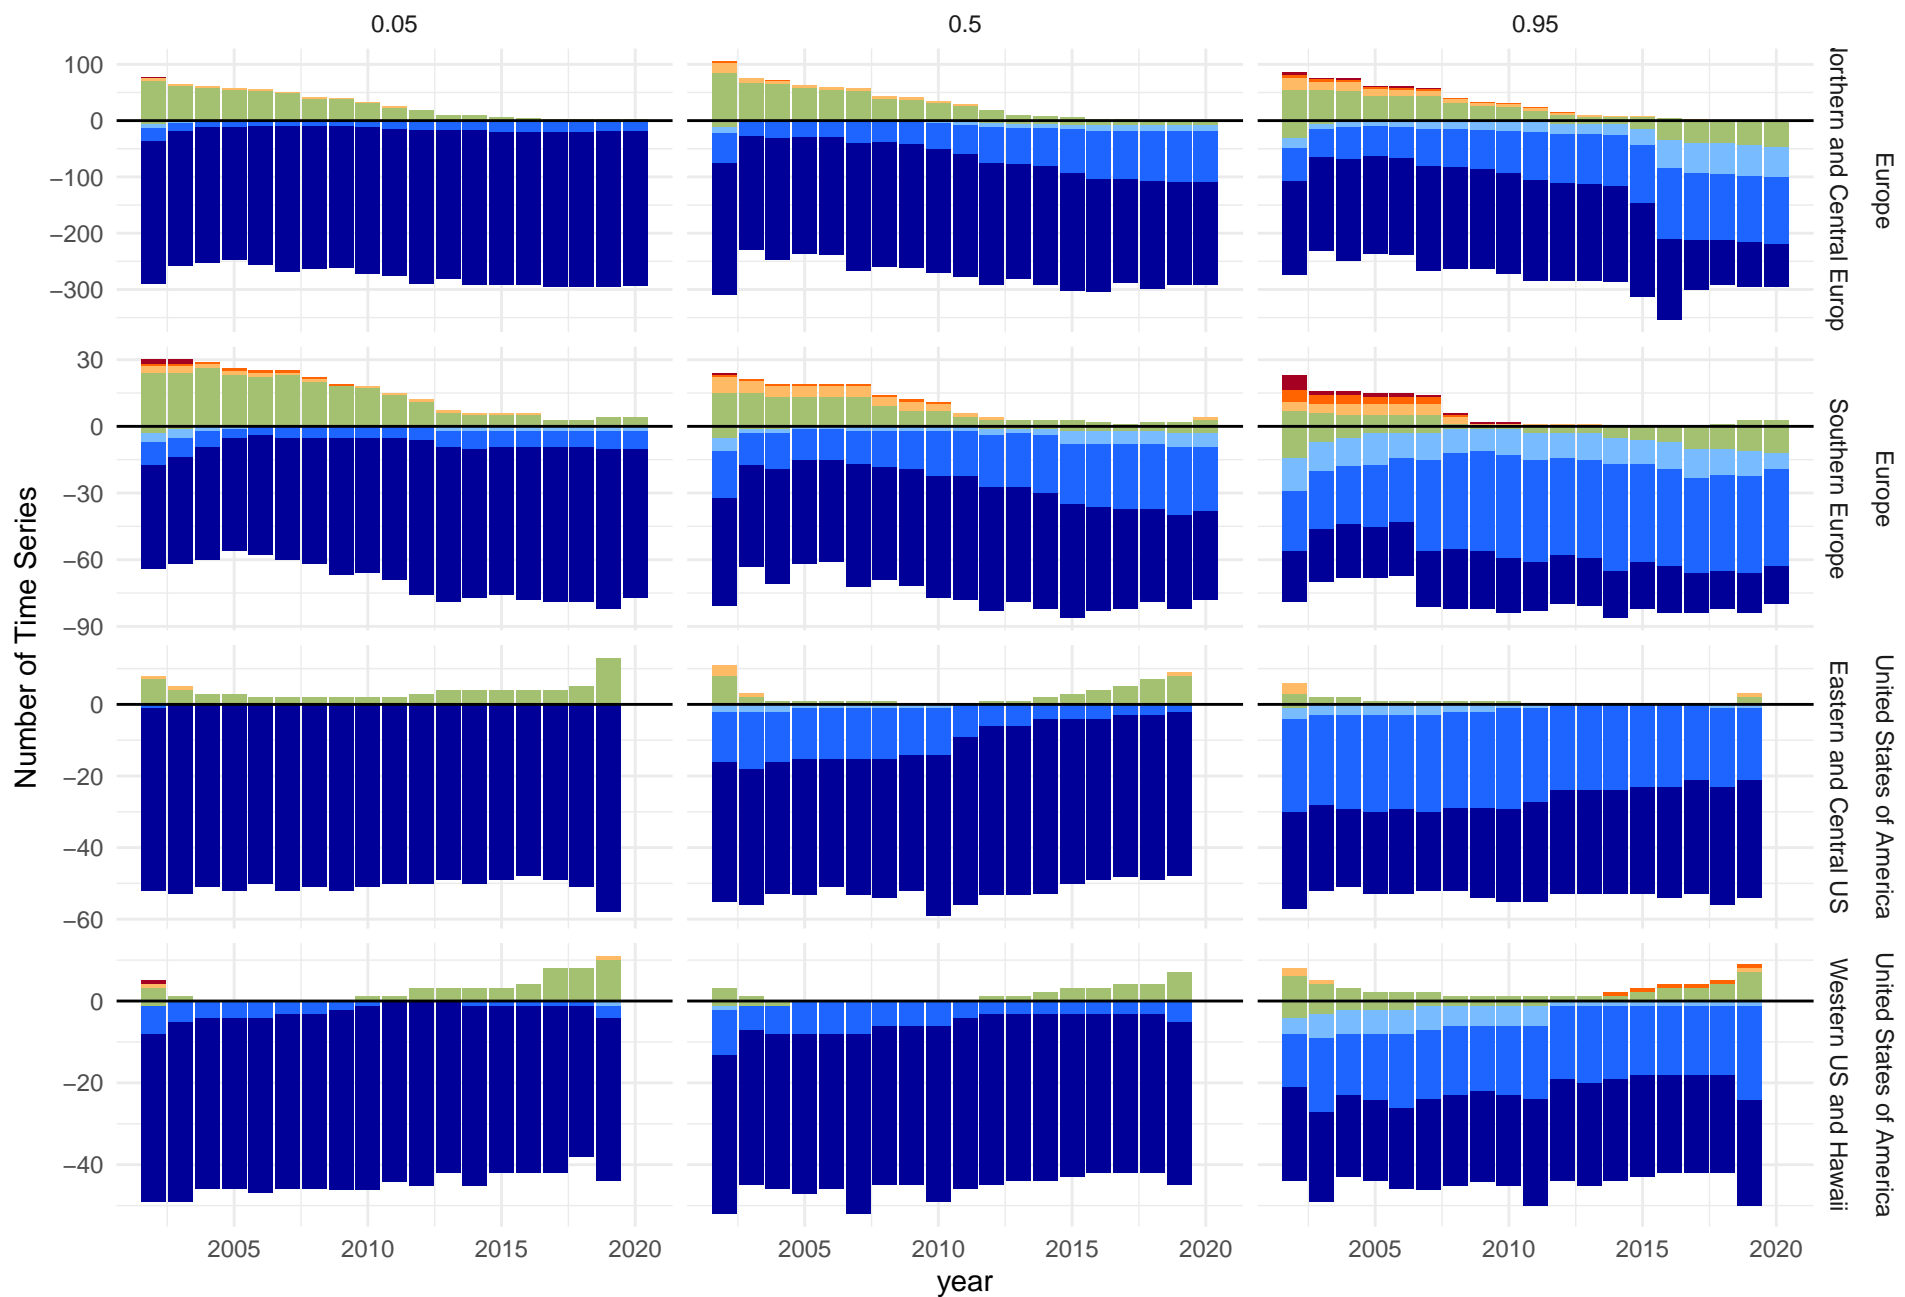 0.05 0.5 0.95
100
0
−100
−200
−300
orthern and Central Europ
Europe
30
0
−30
−60
−90
Southern Europe
Europe
Number of Time Series
0
−20
−40
−60
Eastern and Central US
United States of America
0
−20
−40
Western US and Hawaii
United States of America
2005 2010 2015 2020 2005 2010 2015 2020 2005 2010 2015 2020
year